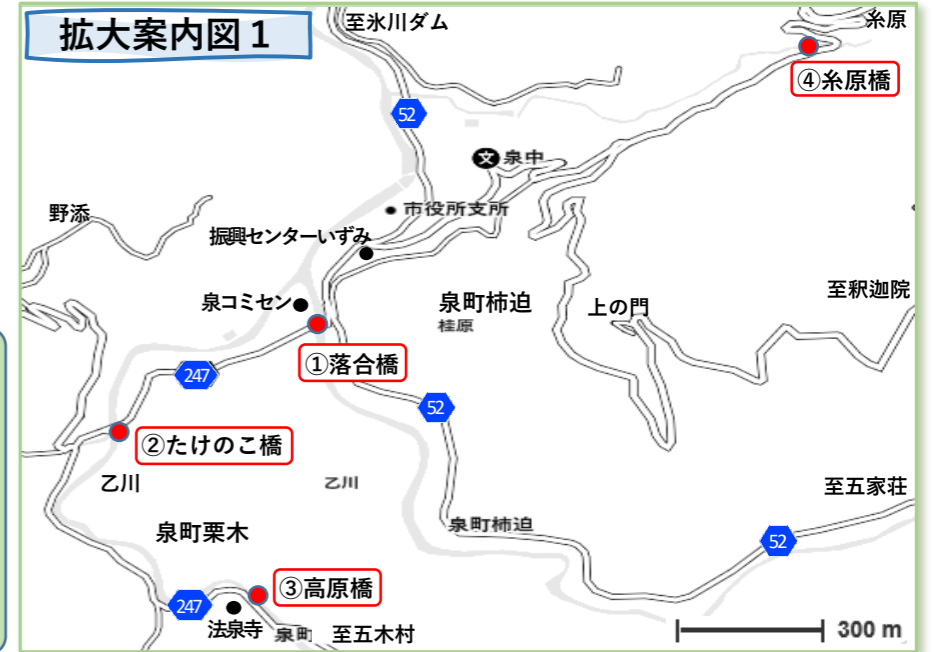 拡大案内図１
至氷川ダム
糸原
④糸原橋
52
文 泉中
市役所支所
野添
振興センターいずみ
至釈迦院
泉コミセン
泉町柿迫
桂原
上の門
①落合橋
247
52
②たけのこ橋
乙川
乙川
至五家荘
泉町柿迫
泉町栗木
52
③高原橋
247
法泉寺
泉町
至五木村
300 m